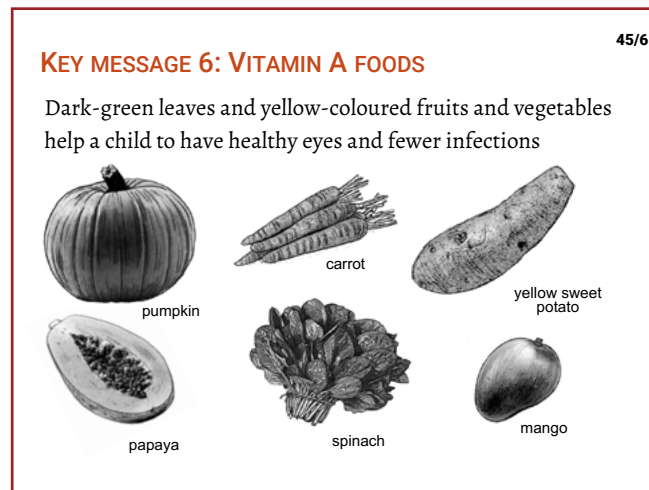 45/6
KEY MESSAGE 6: VITAMIN A FOODS
Dark-green leaves and yellow-coloured fruits and vegetables
help a child to have healthy eyes and fewer infections
pumpkin
carrot
yellow sweet
potato
papaya
spinach
mango